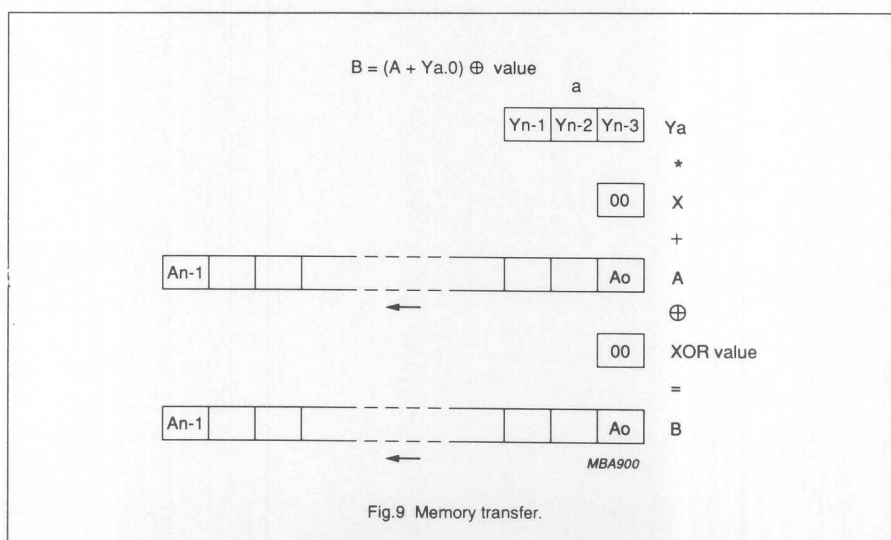 B = (A + Ya.0) ⊕ value
a
Yn-1 Yn-2 Yn-3 Ya
*
00 X
+
An-1 Ao A
⊕
00 XOR value
=
An-1 Ao B
MBA900
Fig.9 Memory transfer.